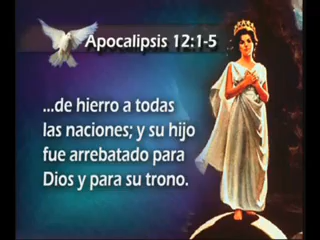 Apocalipsis 12:1-5
...de hierro a todas
las naciones; y su hijo
fue arrebatado para
Dios y para su trono.